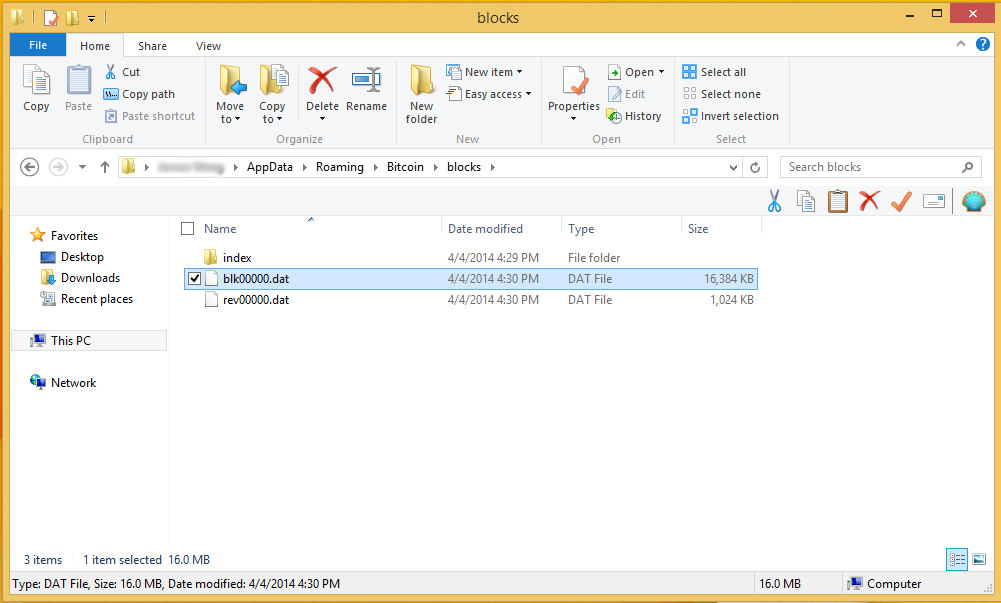 blocks
File Home Share View
Copy
Paste
Cut
Copy path
Paste shortcut
Clipboard
Move to
Copy to
Delete
Rename
Organize
New folder
New item
Easy access
New
Properties
Open
Edit
History
Open
Select all
Select none
Invert selection
Select
AppData Roaming Bitcoin blocks
Search blocks
Favorites
Desktop
Downloads
Recent places
This PC
Network
Name Date modified Type Size
index 4/4/2014 4:29 PM File folder
blk00000.dat 4/4/2014 4:30 PM DAT File 16,384 KB
rev00000.dat 4/4/2014 4:30 PM DAT File 1,024 KB
3 items 1 item selected 16.0 MB
Type: DAT File, Size: 16.0 MB, Date modified: 4/4/2014 4:30 PM 16.0 MB Computer